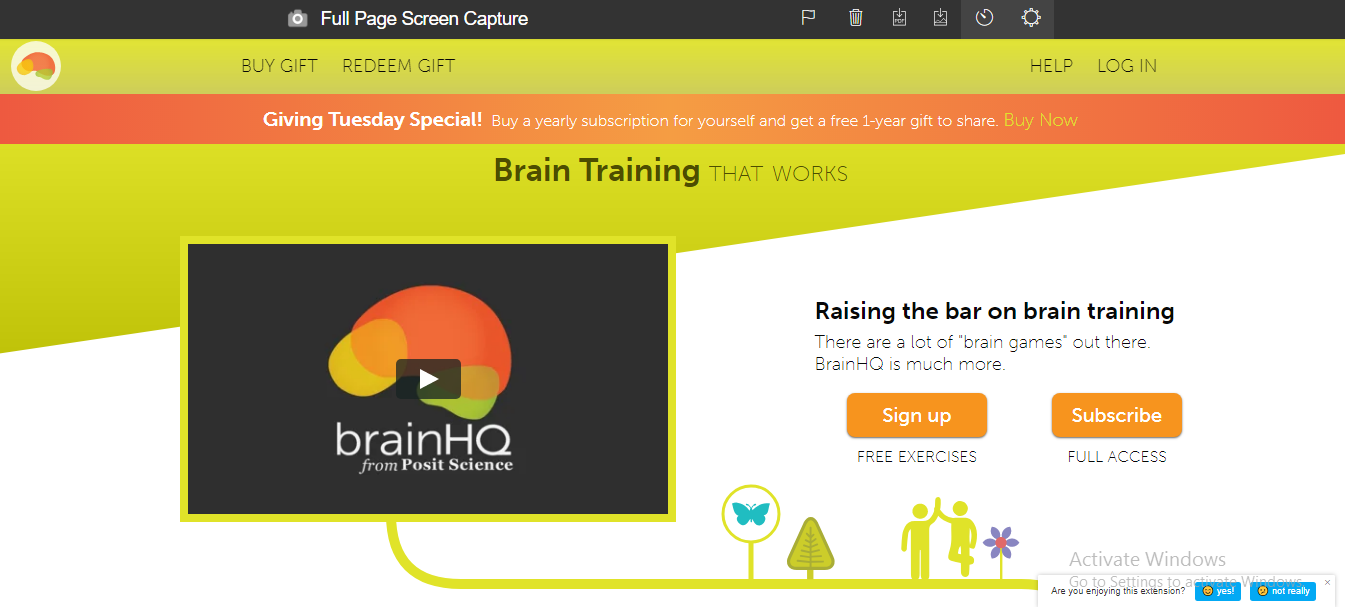 Full Page Screen Capture
PDF
BUY GIFT REDEEM GIFT HELP LOG IN
Giving Tuesday Special! Buy a yearly subscription for yourself and get a free 1-year gift to share. Buy Now
Brain Training THAT WORKS
brainHQ
from Posit Science
Raising the bar on brain training
There are a lot of "brain games" out there.
BrainHQ is much more.
Sign up Subscribe
FREE EXERCISES FULL ACCESS
Activate Windows
Go to Settings to activate Windows.
Are you enjoying this extension? yes! not really